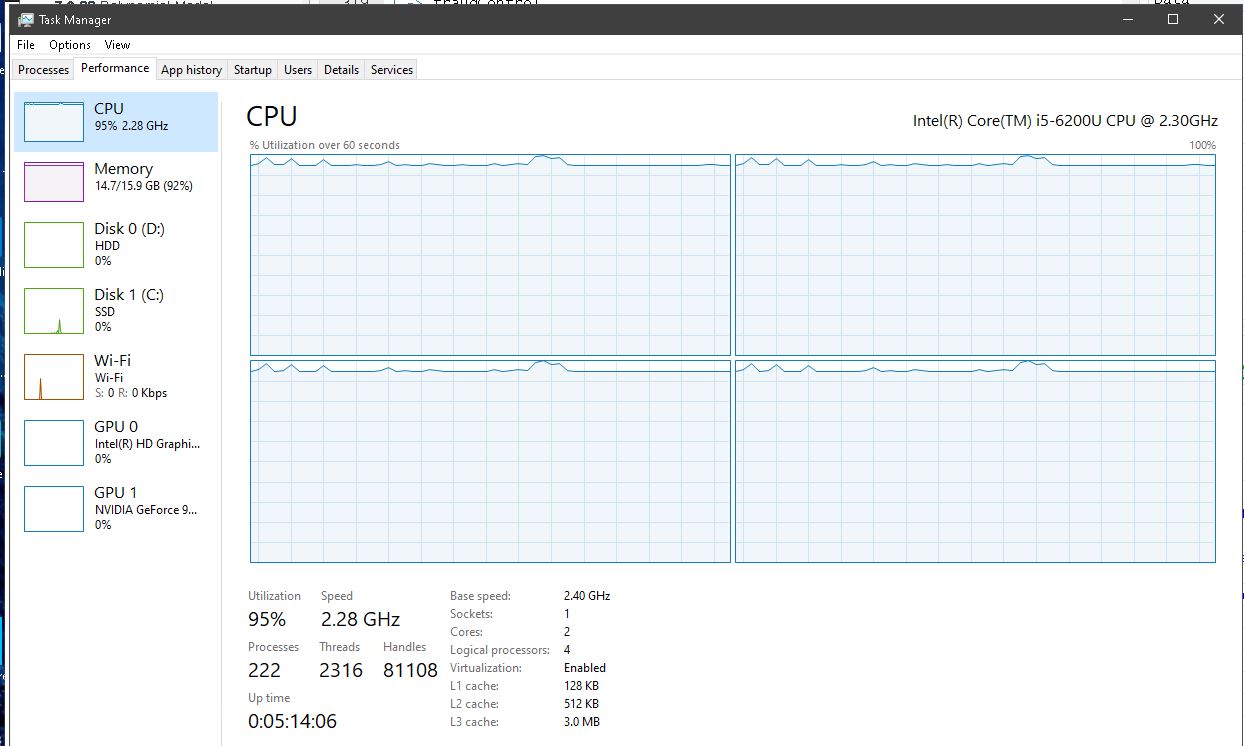 Task Manager
File Options View
Processes Performance App history Startup Users Details Services
CPU
95% 2.28 GHz
Memory
14.7/15.9 GB (92%)
Disk 0 (D:)
HDD
0%
Disk 1 (C:)
SSD
0%
Wi-Fi
Wi-Fi
S: 0 R: 0 Kbps
GPU 0
Intel(R) HD Graphi...
0%
GPU 1
NVIDIA GeForce 9...
0%
CPU
Intel(R) Core(TM) i5-6200U CPU @ 2.30GHz
% Utilization over 60 seconds 100%
Utilization Speed
95% 2.28 GHz
Processes Threads Handles
222 2316 81108
Up time
0:05:14:06
Base speed: 2.40 GHz
Sockets: 1
Cores: 2
Logical processors: 4
Virtualization: Enabled
L1 cache: 128 KB
L2 cache: 512 KB
L3 cache: 3.0 MB